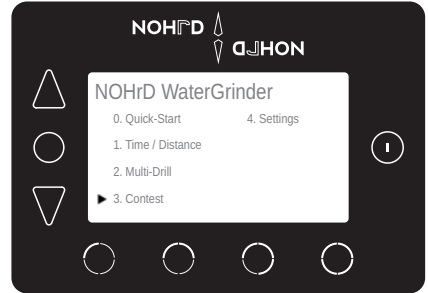 NOHrD
NOHrD
NOHrD WaterGrinder
0. Quick-Start
4. Settings
1. Time / Distance
2. Multi-Drill
3. Contest